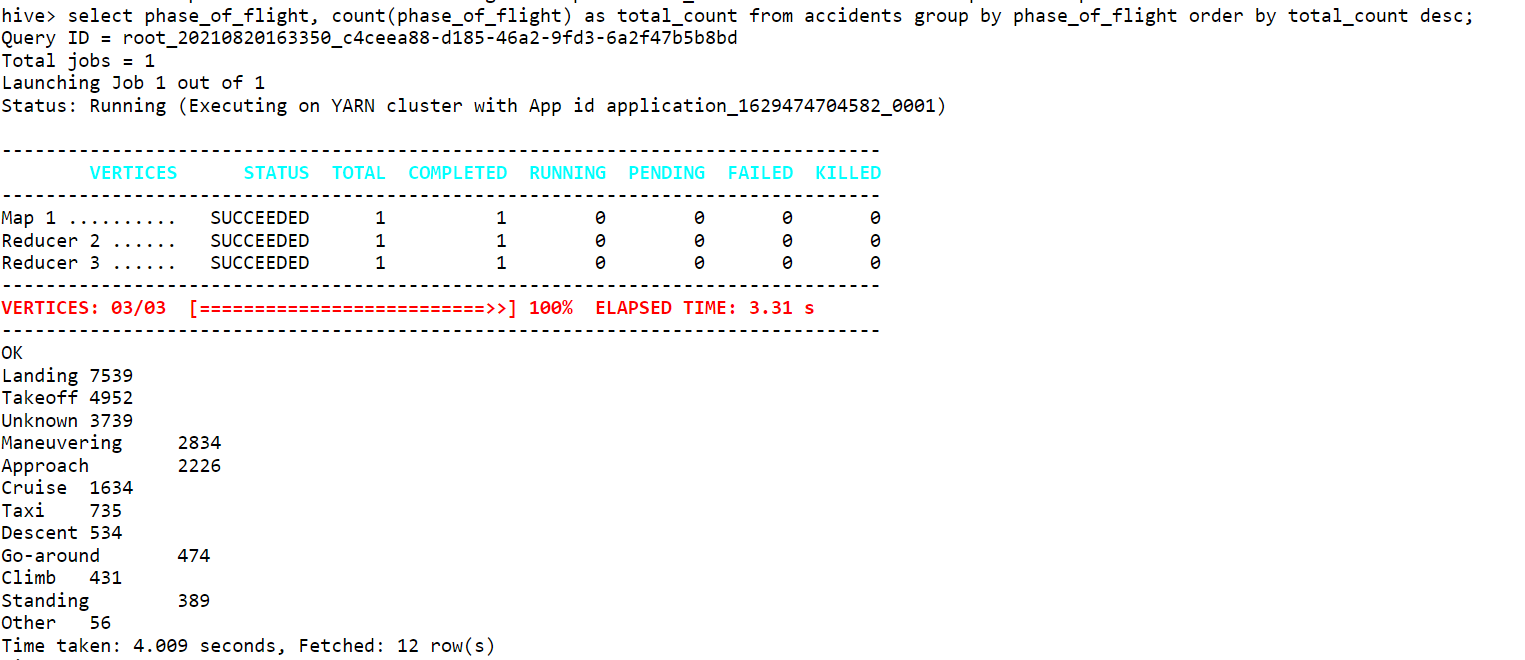 hive> select phase_of_flight, count(phase_of_flight) as total_count from accidents group by phase_of_flight order by total_count desc;
Query ID = root_20210820163350_c4ceea88-d185-46a2-9fd3-6a2f47b5b8bd
Total jobs = 1
Launching Job 1 out of 1
Status: Running (Executing on YARN cluster with App id application_1629474704582_0001)
--------------------------------------------------------------------------------
        VERTICES      STATUS  TOTAL  COMPLETED  RUNNING  PENDING  FAILED  KILLED
--------------------------------------------------------------------------------
Map 1 ..........   SUCCEEDED      1          1        0        0       0       0
Reducer 2 ......   SUCCEEDED      1          1        0        0       0       0
Reducer 3 ......   SUCCEEDED      1          1        0        0       0       0
--------------------------------------------------------------------------------
VERTICES: 03/03  [==========================>>] 100%  ELAPSED TIME: 3.31 s
--------------------------------------------------------------------------------
OK
Landing 7539
Takeoff 4952
Unknown 3739
Maneuvering     2834
Approach        2226
Cruise  1634
Taxi    735
Descent 534
Go-around       474
Climb   431
Standing        389
Other   56
Time taken: 4.009 seconds, Fetched: 12 row(s)